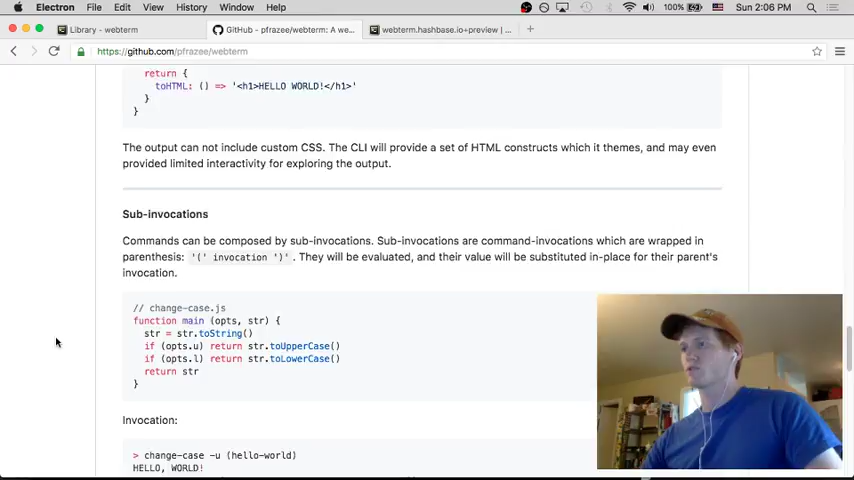 Electron File Edit View History Window Help 100% Sun 2:06 PM
Library - webterm
GitHub - pfrazee/webterm: A we...
webterm.hashbase.io+preview | ...
https://github.com/pfrazee/webterm
return {
toHTML: () => '<h1>HELLO WORLD!</h1>'
}
}
The output can not include custom CSS. The CLI will provide a set of HTML constructs which it themes, and may even
provided limited interactivity for exploring the output.
Sub-invocations
Commands can be composed by sub-invocations. Sub-invocations are command-invocations which are wrapped in
parenthesis: '(' invocation ')' . They will be evaluated, and their value will be substituted in-place for their parent's
invocation.
// change-case.js
function main (opts, str) {
str = str.toString()
if (opts.u) return str.toUpperCase()
if (opts.l) return str.toLowerCase()
return str
}
Invocation:
> change-case -u (hello-world)
HELLO, WORLD!